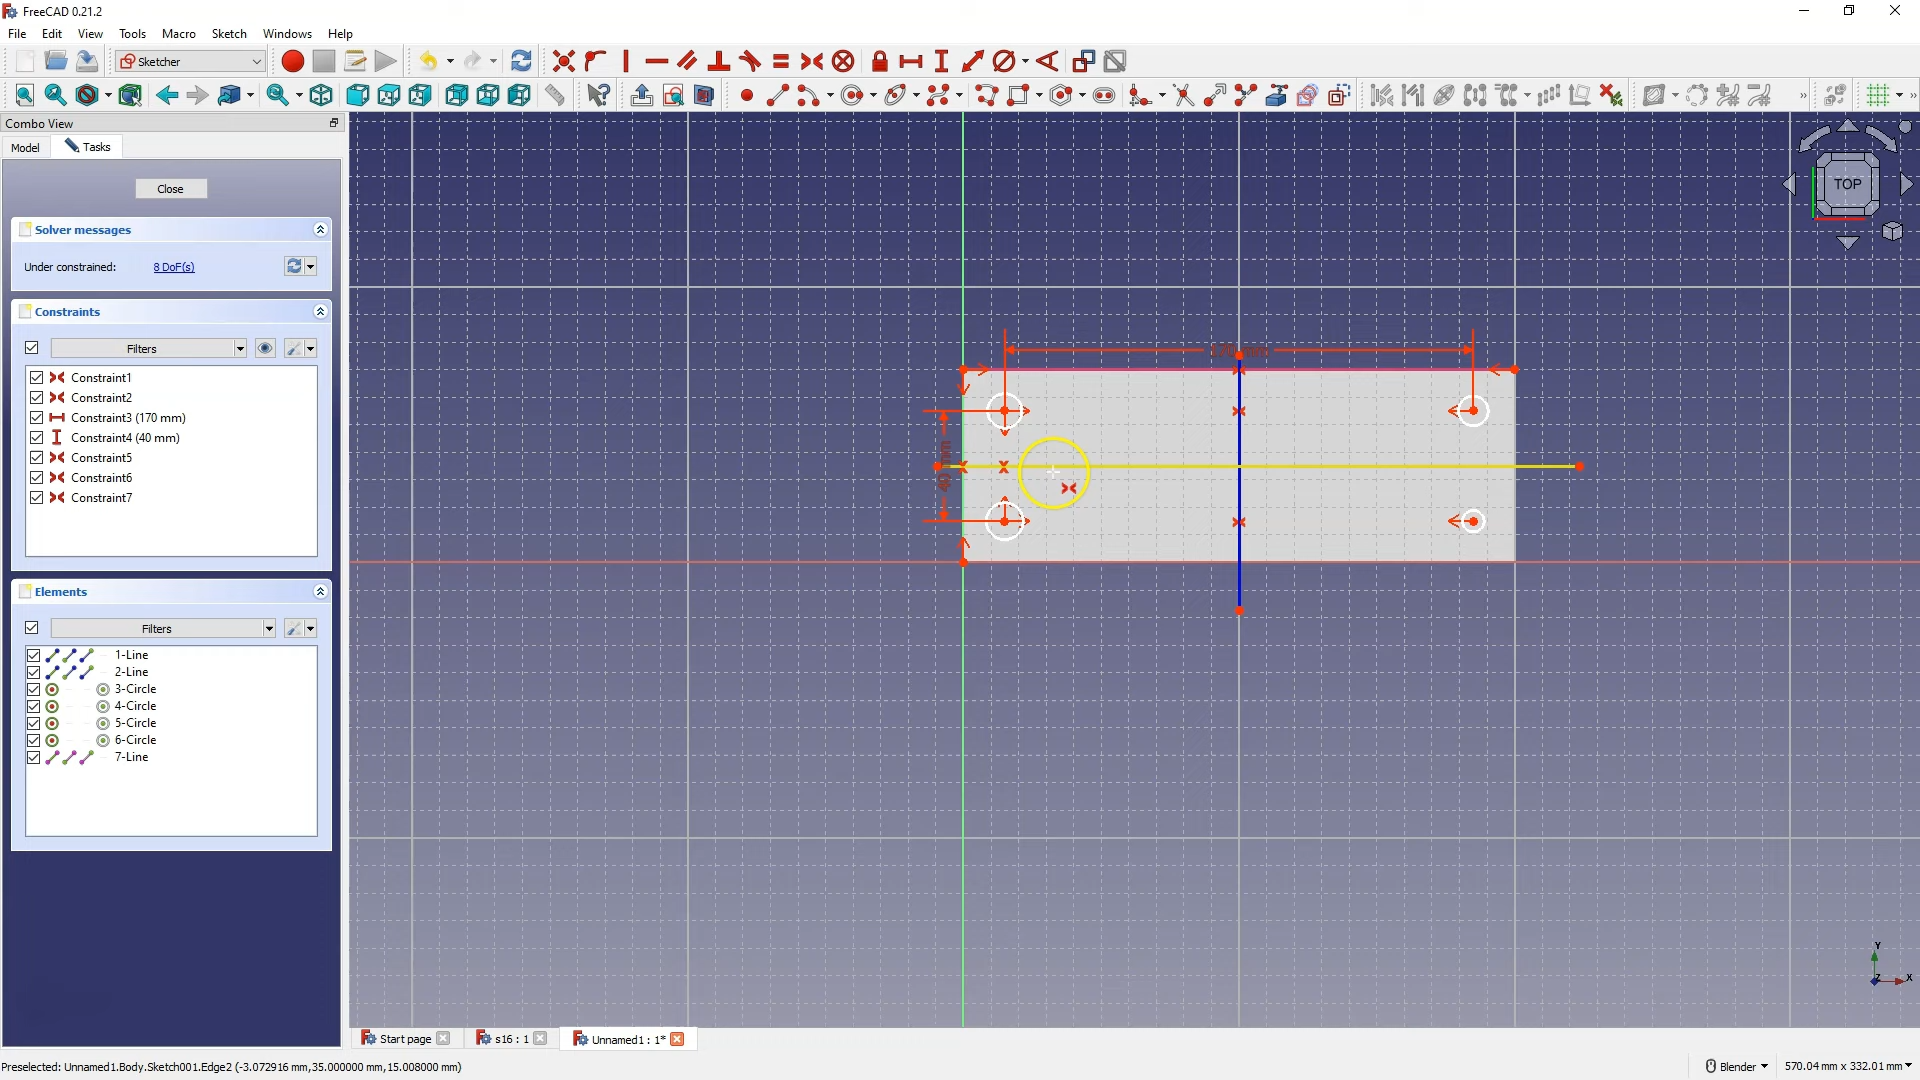 FreeCAD 0.21.2
File Edit View Tools Macro Sketch Windows Help
Sketcher
Combo View
Model Tasks
Close
Solver messages
Under constrained: 8 DoF(s)
Constraints
Filters
Constraint1
Constraint2
Constraint3 (170 mm)
Constraint4 (40 mm)
Constraint5
Constraint6
Constraint7
Elements
Filters
1-Line
2-Line
3-Circle
4-Circle
5-Circle
6-Circle
7-Line
TOP
170 mm
40 mm
Y
Z X
Start page s16 : 1 Unnamed1 : 1*
Preselected: Unnamed1.Body.Sketch001.Edge2 (-3.072916 mm,35.000000 mm,15.008000 mm)
Blender 570.04 mm x 332.01 mm